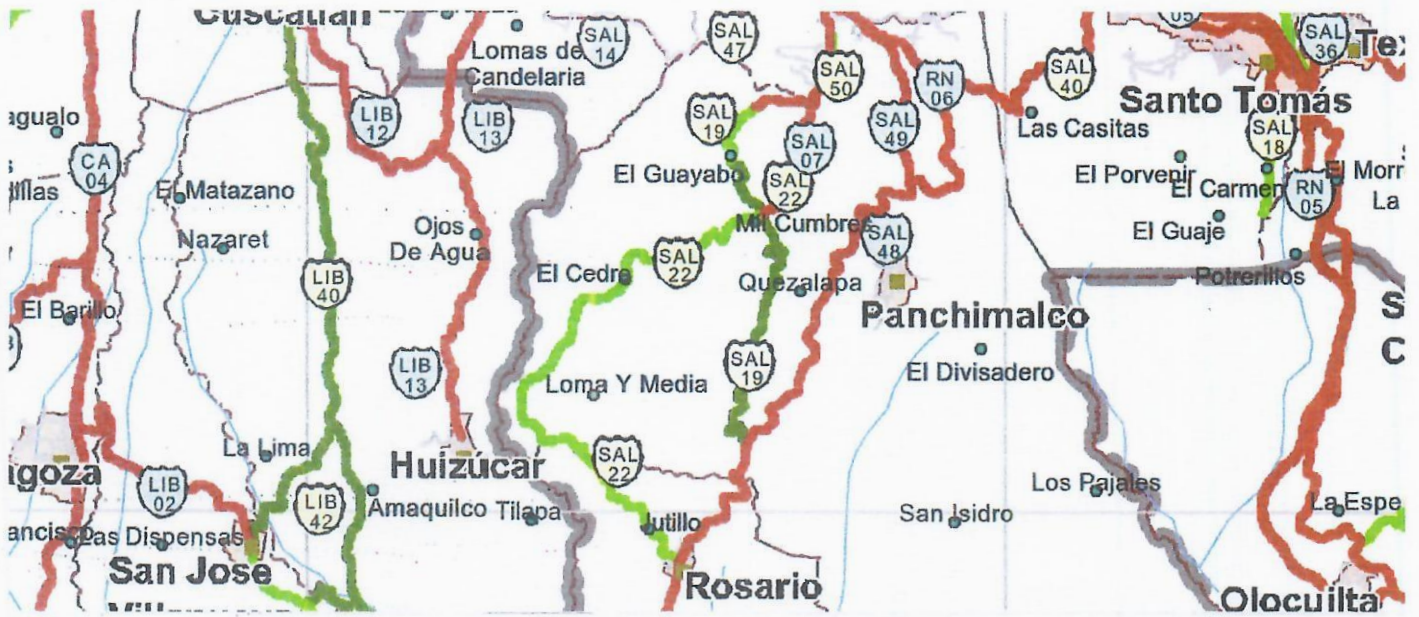 Cuscatlán
SAL
14
SAL
47
05
SAL
36
Lomas de
Candelaria
SAL
50
RN
06
SAL
40
LIB
12
LIB
13
SAL
19
SAL
07
SAL
49
Santo Tomás
Las Casitas
SAL
18
CA
04
El Guayabo
SAL
22
El Porvenir
El Carmen
RN
05
El Matazano
Mil Cumbres
SAL
48
El Guaje
La
Nazaret
Ojos
De Agua
LIB
40
El Cedro
SAL
22
Quezalapa
Potrerillos
El Barillo
Panchimalco
LIB
13
SAL
19
Loma Y Media
El Divisadero
La Lima
Huizúcar
SAL
22
LIB
02
LIB
42
Amaquilco
Tilapa
Jutillo
San Isidro
Los Pajales
La Espe
Las Dispensas
San Jose
Rosario
Olocuilta